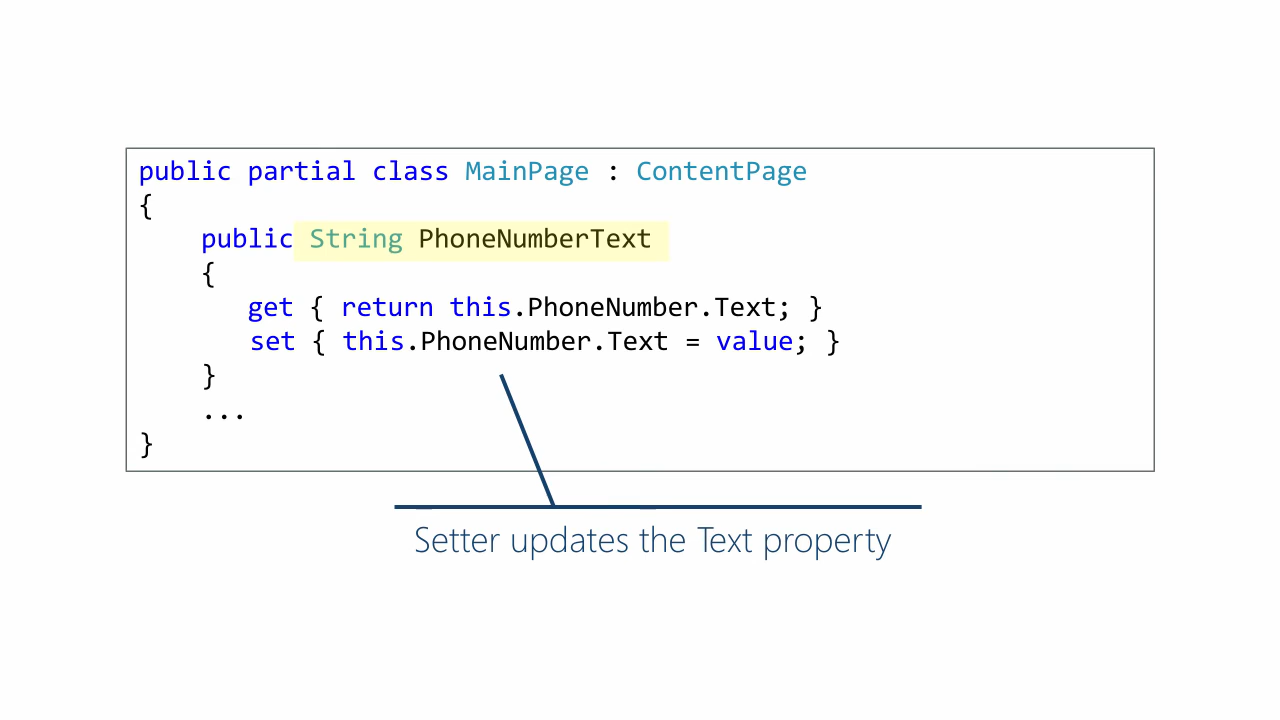 public partial class MainPage : ContentPage
{
    public String PhoneNumberText
    {
       get { return this.PhoneNumber.Text; }
       set { this.PhoneNumber.Text = value; }
    }
    ...
}
Setter updates the Text property